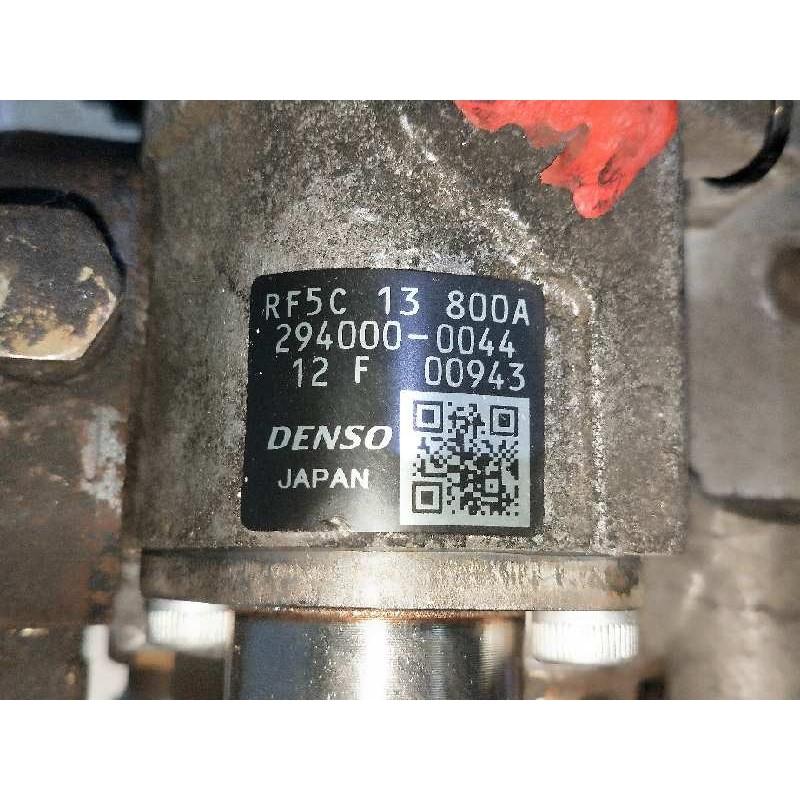 RF5C 13 800A
294000-0044
12 F 00943
DENSO
JAPAN